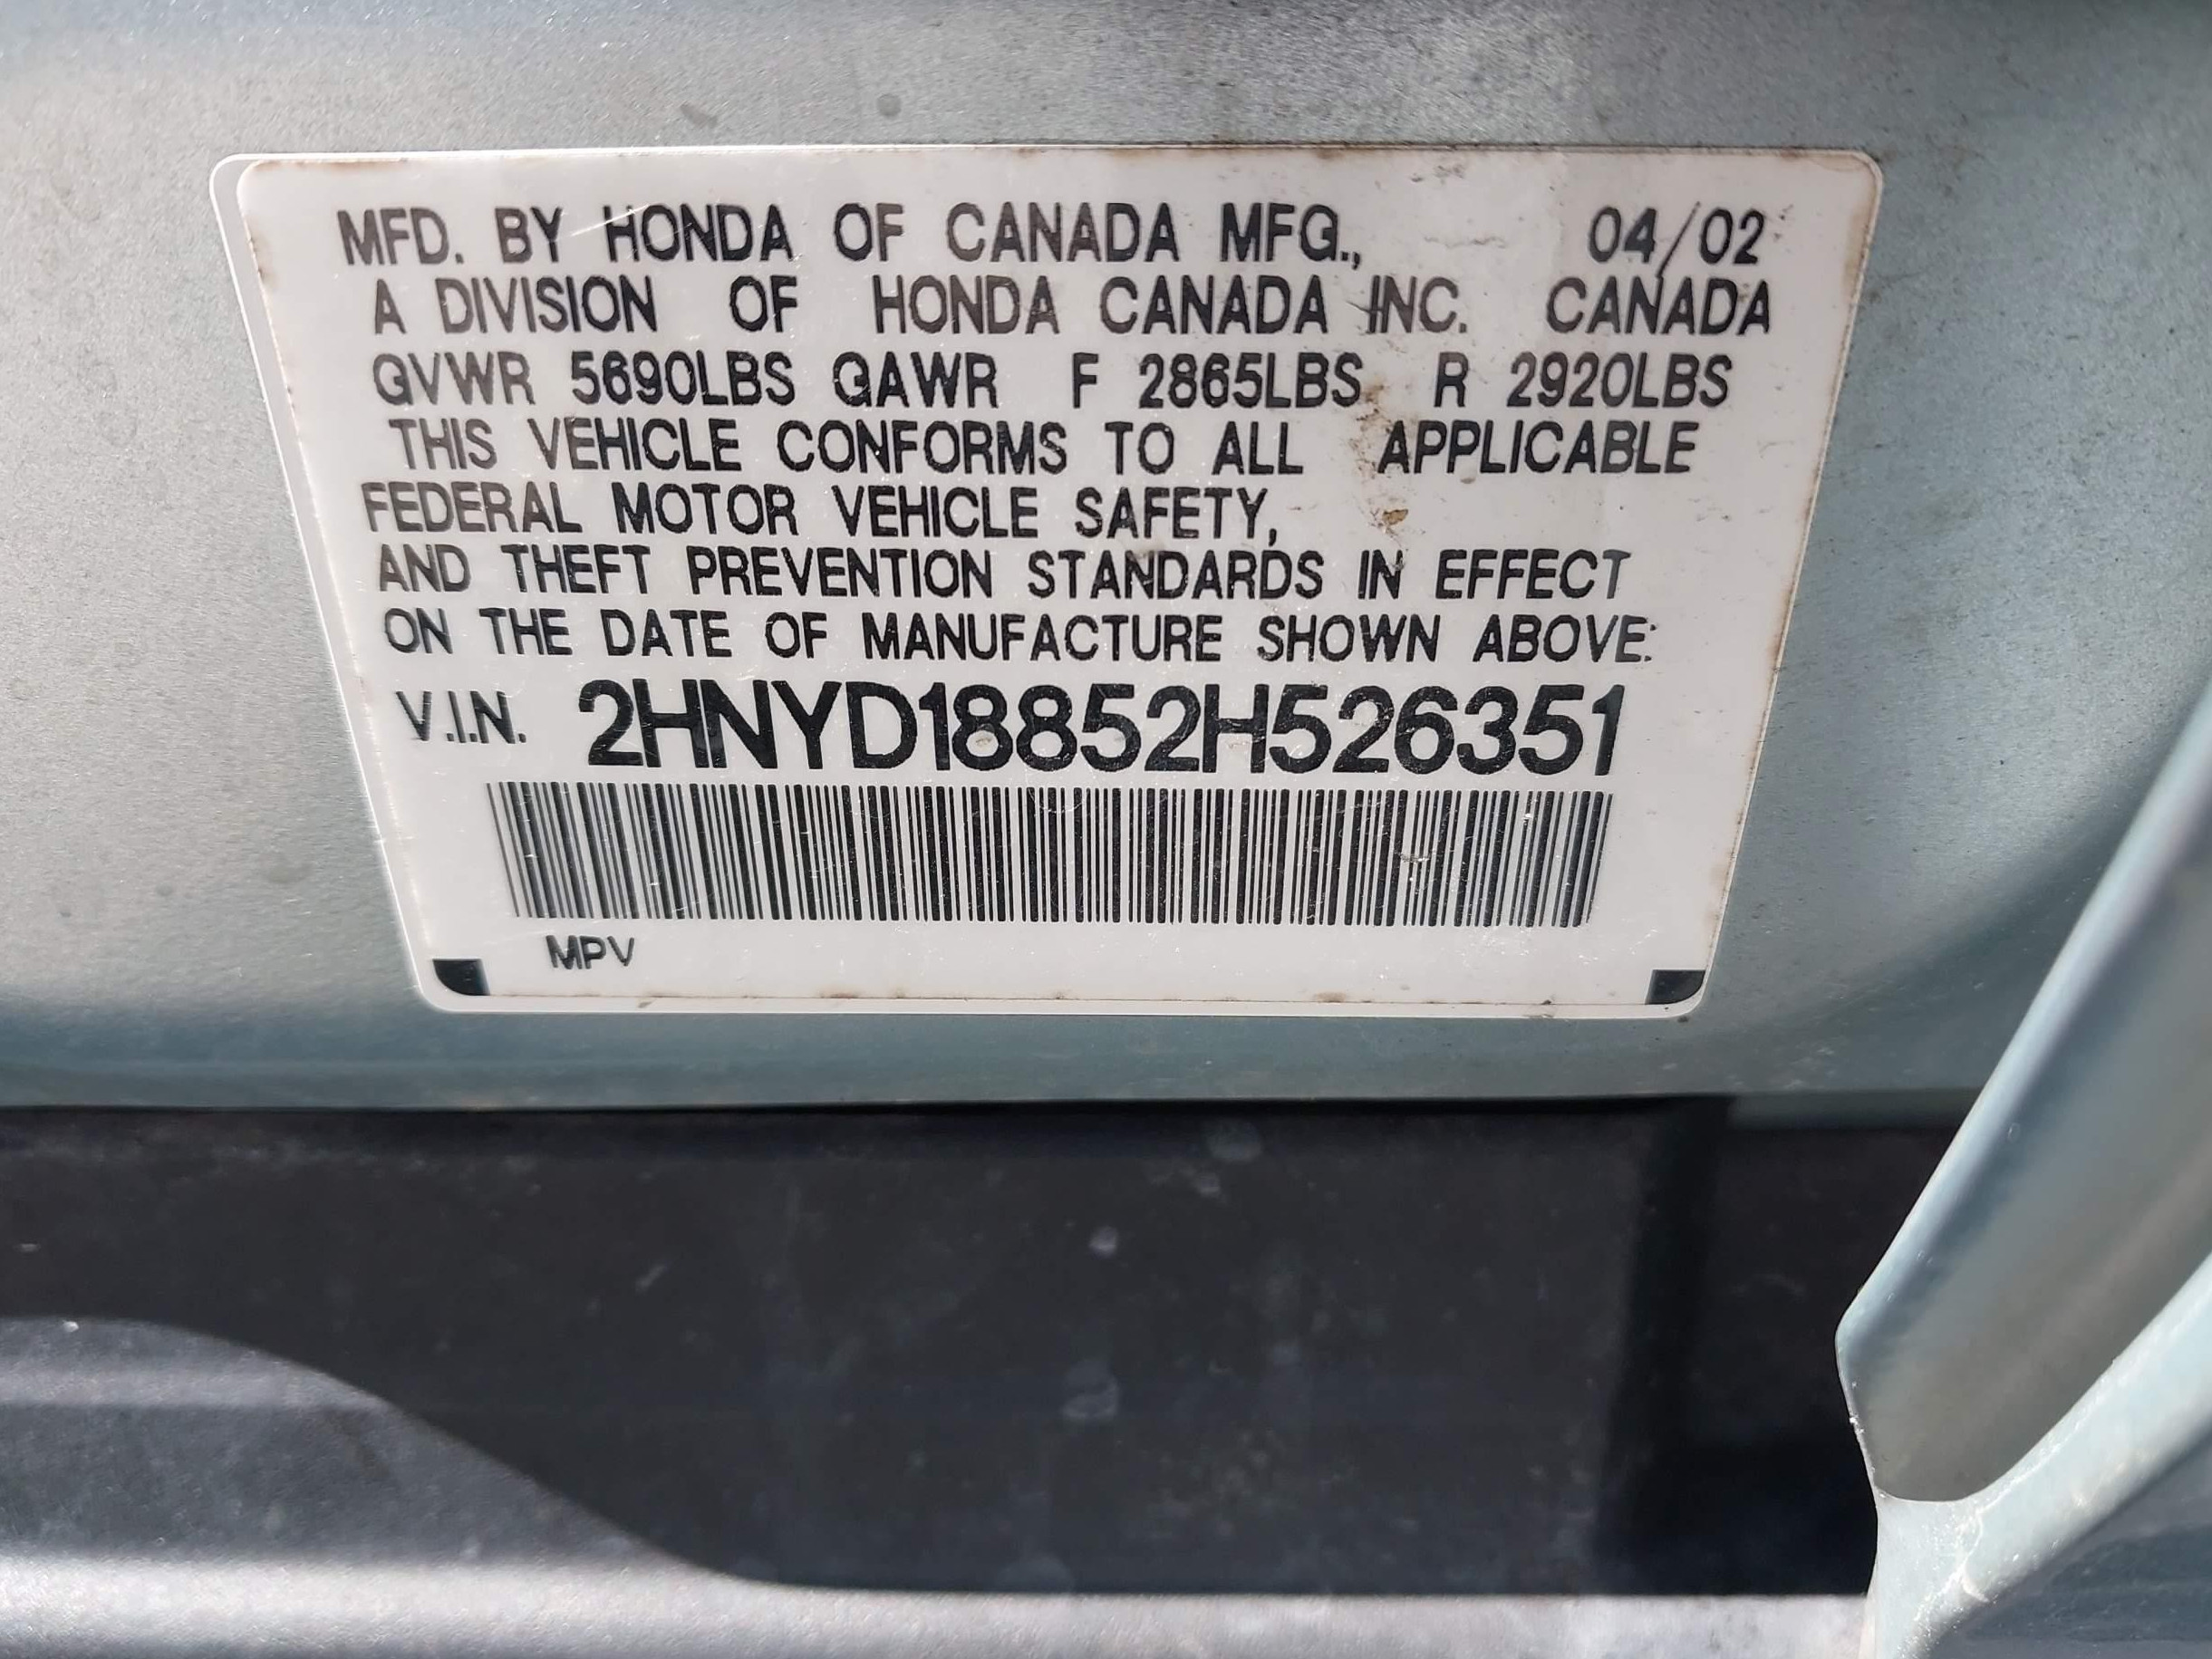 MFD. BY HONDA OF CANADA MFG., 04/02
A DIVISION OF HONDA CANADA INC. CANADA
GVWR 5690LBS GAWR F 2865LBS R 2920LBS
THIS VEHICLE CONFORMS TO ALL APPLICABLE
FEDERAL MOTOR VEHICLE SAFETY,
AND THEFT PREVENTION STANDARDS IN EFFECT
ON THE DATE OF MANUFACTURE SHOWN ABOVE:
V.I.N. 2HNYD18852H526351
MPV